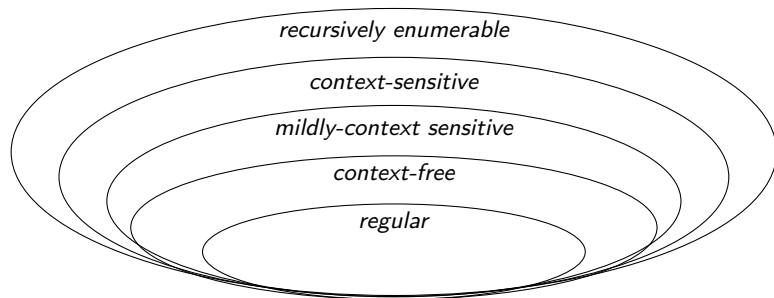 recursively enumerable
context-sensitive
mildly-context sensitive
context-free
regular